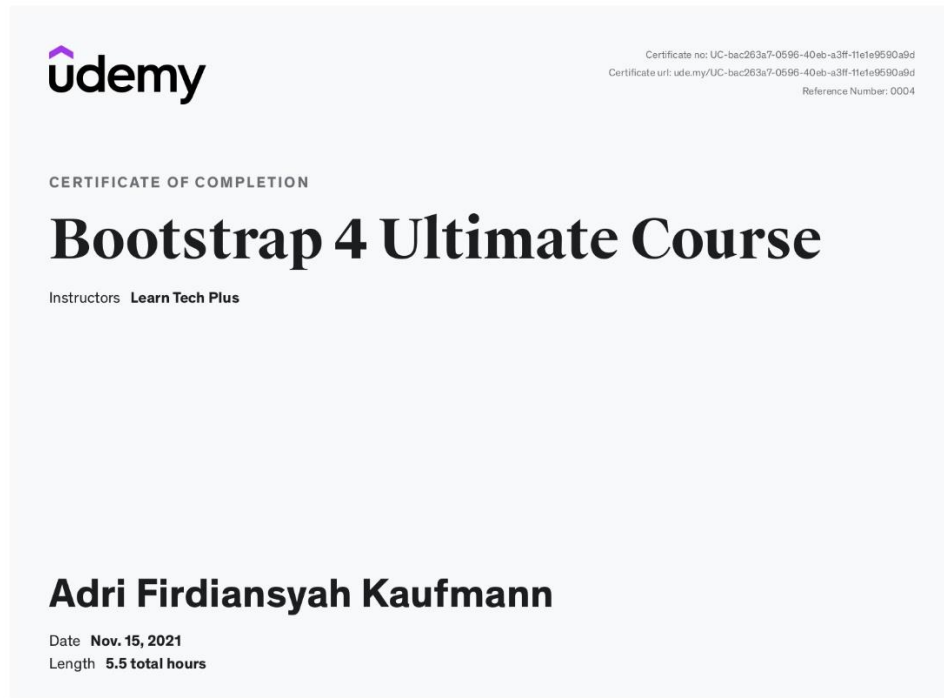 udemy
Certificate no: UC-bac263a7-0596-40eb-a3ff-11e1e9590a9d
Certificate url: ude.my/UC-bac263a7-0596-40eb-a3ff-11e1e9590a9d
Reference Number: 0004
CERTIFICATE OF COMPLETION
Bootstrap 4 Ultimate Course
Instructors Learn Tech Plus
Adri Firdiansyah Kaufmann
Date Nov. 15, 2021
Length 5.5 total hours